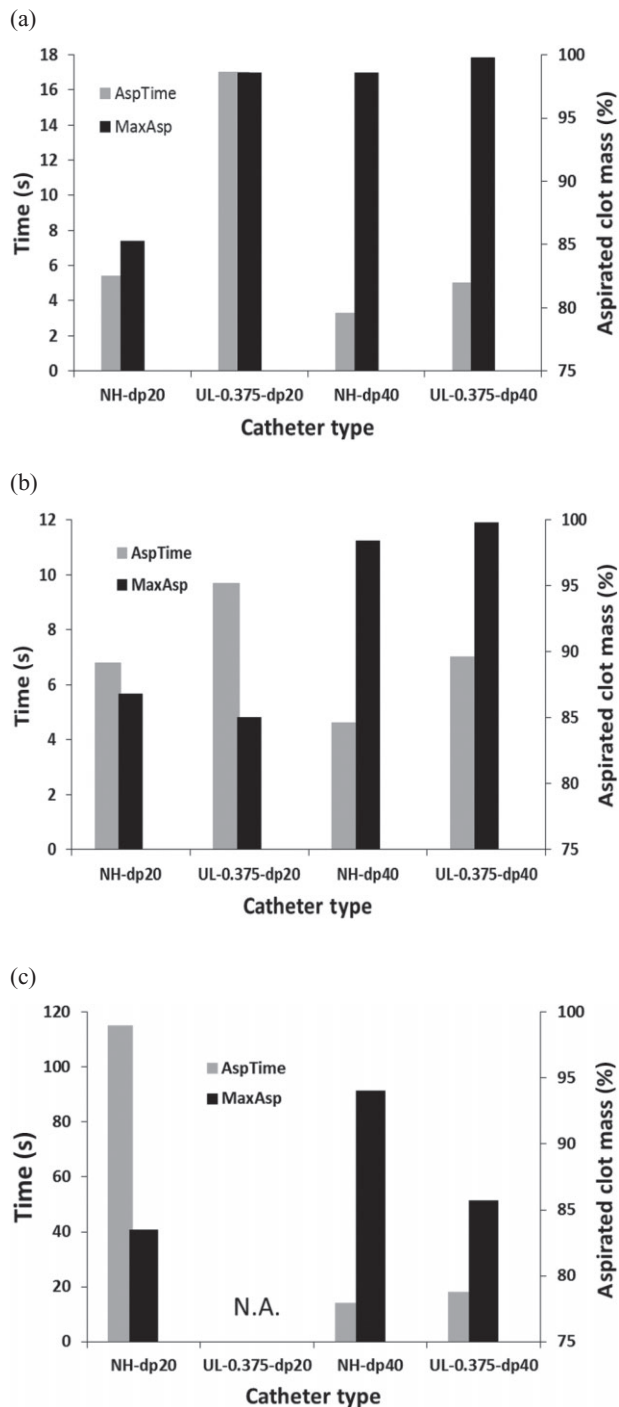 (a)
18
16
14
12
10
8
6
4
2
0
Time (s)
AspTime
MaxAsp
100
95
90
85
80
75
Aspirated clot mass (%)
NH-dp20 UL-0.375-dp20 NH-dp40 UL-0.375-dp40
Catheter type
(b)
12
10
8
6
4
2
0
Time (s)
AspTime
MaxAsp
100
95
90
85
80
75
Aspirated clot mass (%)
NH-dp20 UL-0.375-dp20 NH-dp40 UL-0.375-dp40
Catheter type
(c)
120
100
80
60
40
20
0
Time (s)
AspTime
MaxAsp
N.A.
100
95
90
85
80
75
Aspirated clot mass (%)
NH-dp20 UL-0.375-dp20 NH-dp40 UL-0.375-dp40
Catheter type